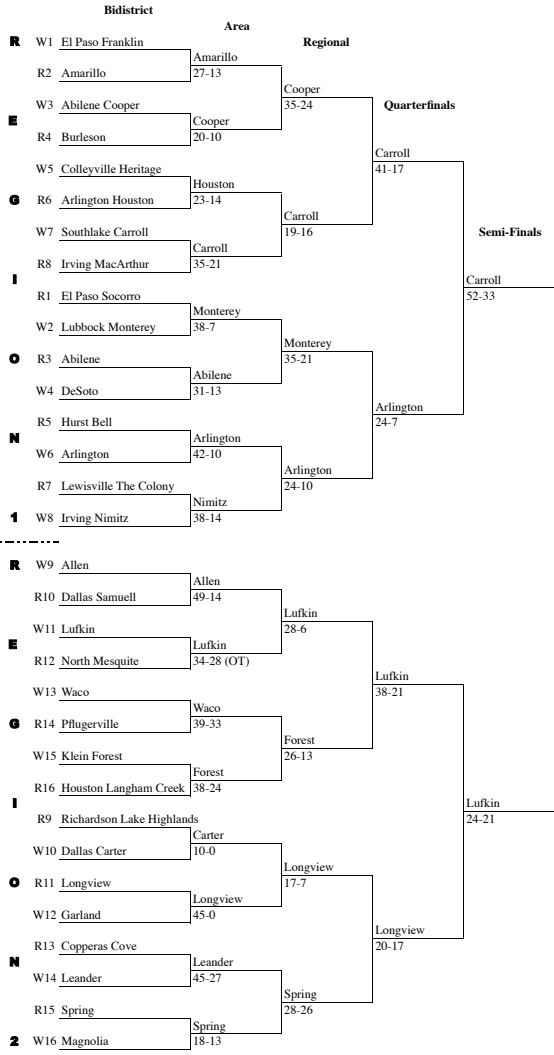 Bidistrict
Area
Regional
Quarterfinals
Semi-Finals
R
W1 El Paso Franklin
Amarillo
27-13
R2 Amarillo
Cooper
35-24
W3 Abilene Cooper
E
Cooper
20-10
R4 Burleson
Carroll
41-17
W5 Colleyville Heritage
Houston
23-14
G
R6 Arlington Houston
Carroll
19-16
W7 Southlake Carroll
Carroll
35-21
R8 Irving MacArthur
I
Carroll
52-33
R1 El Paso Socorro
Monterey
38-7
W2 Lubbock Monterey
Monterey
35-21
O
R3 Abilene
Abilene
31-13
W4 DeSoto
Arlington
24-7
R5 Hurst Bell
N
Arlington
42-10
W6 Arlington
Arlington
24-10
R7 Lewisville The Colony
Nimitz
38-14
1
W8 Irving Nimitz
R
W9 Allen
Allen
49-14
R10 Dallas Samuell
Lufkin
28-6
W11 Lufkin
E
Lufkin
34-28 (OT)
R12 North Mesquite
Lufkin
38-21
W13 Waco
Waco
39-33
G
R14 Pflugerville
Forest
26-13
W15 Klein Forest
Forest
38-24
R16 Houston Langham Creek
I
Lufkin
24-21
R9 Richardson Lake Highlands
Carter
10-0
W10 Dallas Carter
Longview
17-7
O
R11 Longview
Longview
45-0
W12 Garland
Longview
20-17
R13 Copperas Cove
N
Leander
45-27
W14 Leander
Spring
28-26
R15 Spring
Spring
18-13
2
W16 Magnolia